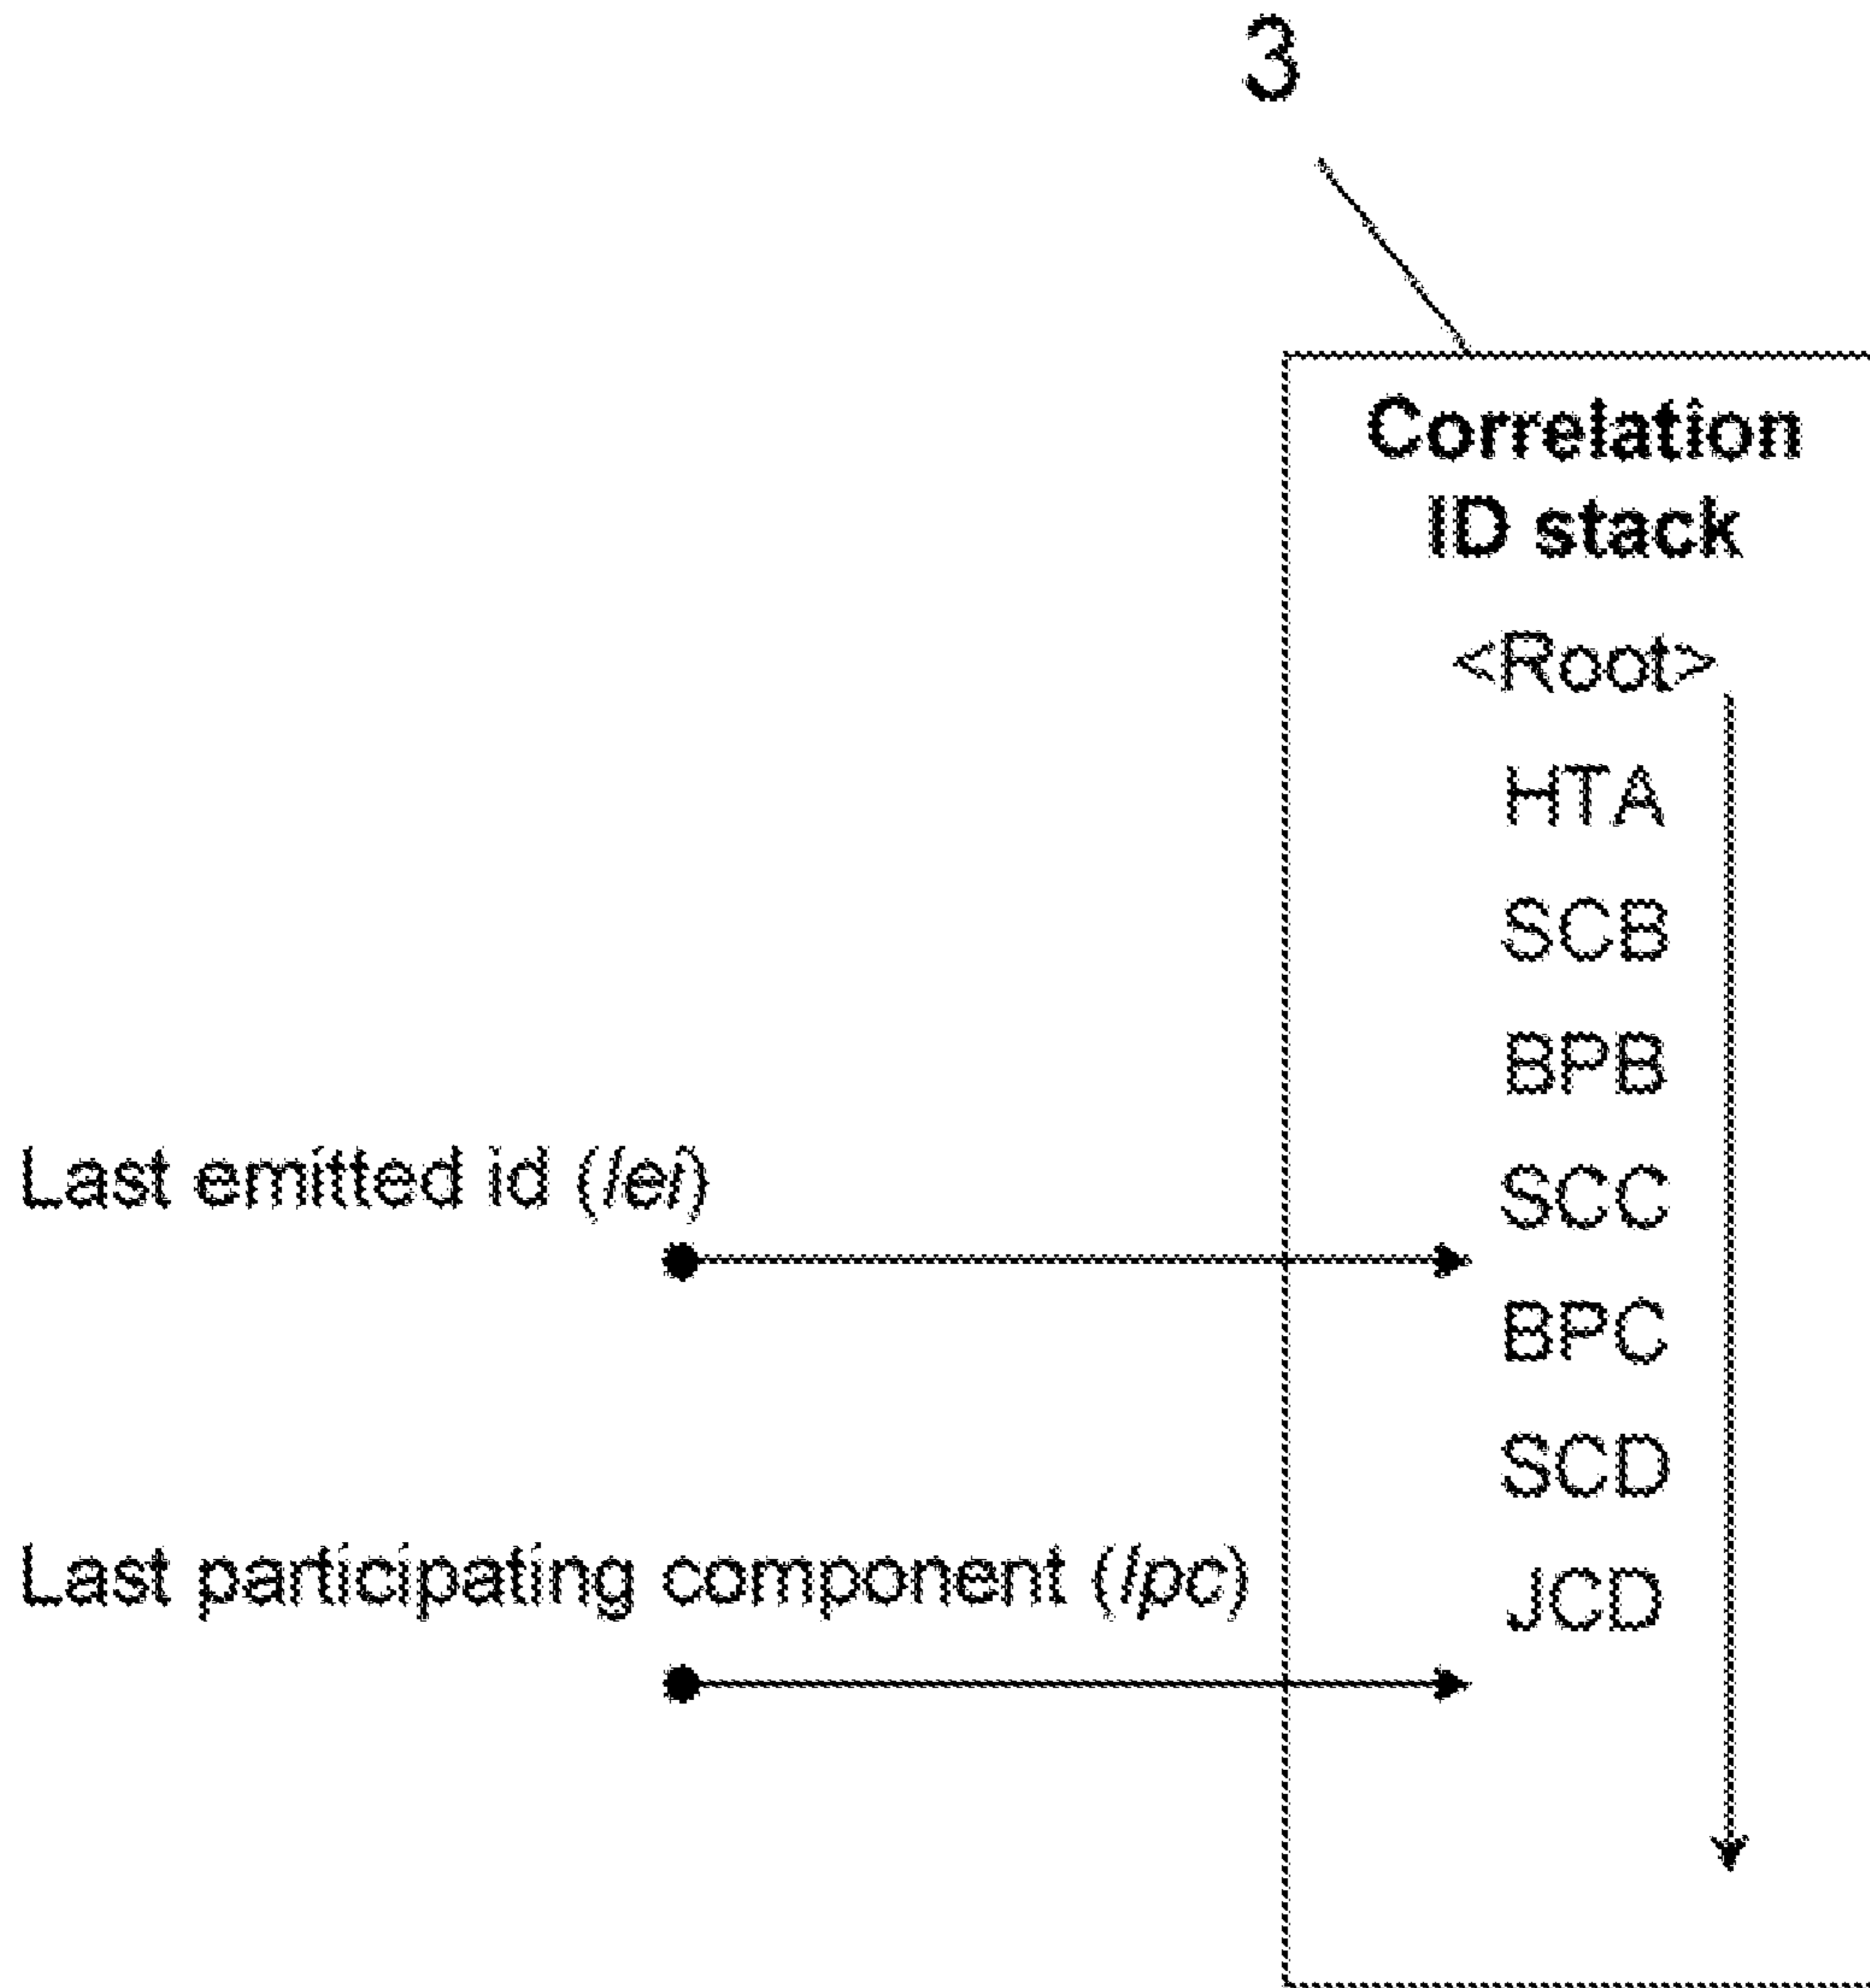 3
Correlation
ID stack
<Root>
HTA
SCB
BPB
Last emitted id (lei)
SCC
BPC
SCD
Last participating component (lpc)
JCD